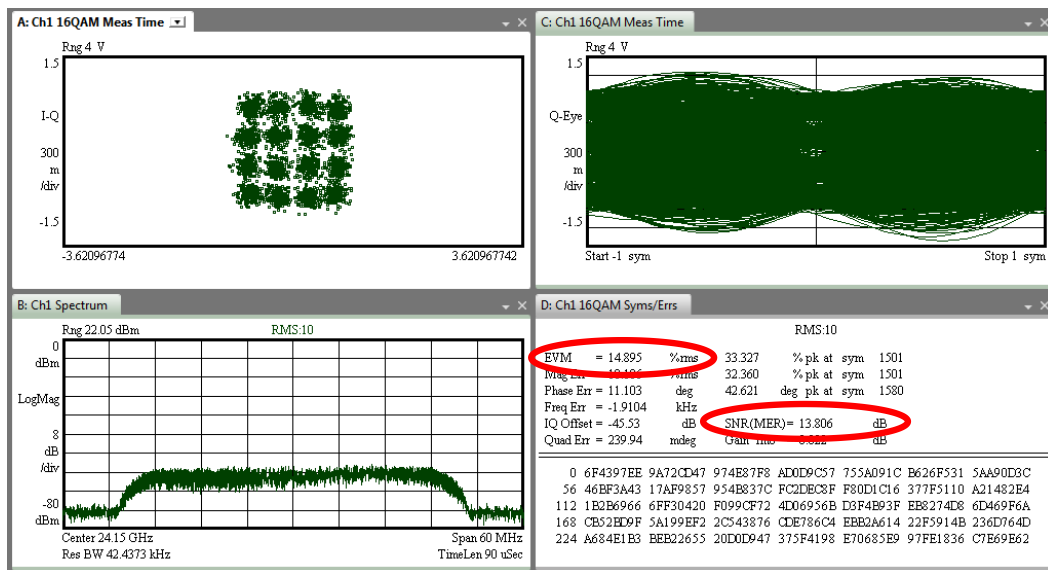 A: Ch1 16QAM Meas Time
Rng 4 V
1.5
I-Q
300
m
/div
-1.5
-3.62096774
3.620967742
C: Ch1 16QAM Meas Time
Rng 4 V
1.5
Q-Eye
300
m
/div
-1.5
Start -1 sym
Stop 1 sym
B: Ch1 Spectrum
Rng 22.05 dBm
RMS:10
0
dBm
LogMag
8
dB
/div
-80
dBm
Center 24.15 GHz
Span 60 MHz
Res BW 42.4373 kHz
TimeLen 90 uSec
D: Ch1 16QAM Syms/Errs
RMS:10
EVM = 14.895 %rms 33.327 % pk at sym 1501
Mag Err = %rms 32.360 % pk at sym 1501
Phase Err = 11.103 deg 42.621 deg pk at sym 1580
Freq Err = -1.9104 kHz
IQ Offset = -45.53 dB SNR(MER)= 13.806 dB
Quad Err = 239.94 mdeg Gain dB
0 6F4397EE 9A72CD47 974E87F8 AD0D9C57 755A091C B626F531 5AA90D3C
56 46BF3A43 17AF9857 954B837C FC2DEC8F F80D1C16 377F5110 A21482E4
112 1B2B6966 6FF30420 F099CF72 4D06956B D3F4B93F EB8274D8 6D469F6A
168 CB52BD9F 5A199EF2 2C543876 CDE786C4 EBB2A614 22F5914B 236D764D
224 A684E1B3 BEB22655 20D0D947 375F4198 E70685E9 97FE1836 C7E69E62